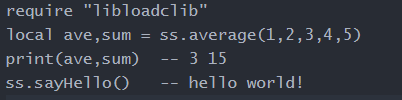 require "libloadclib"
local ave,sum = ss.average(1,2,3,4,5)
print(ave,sum)  -- 3 15
ss.sayHello()   -- hello world!